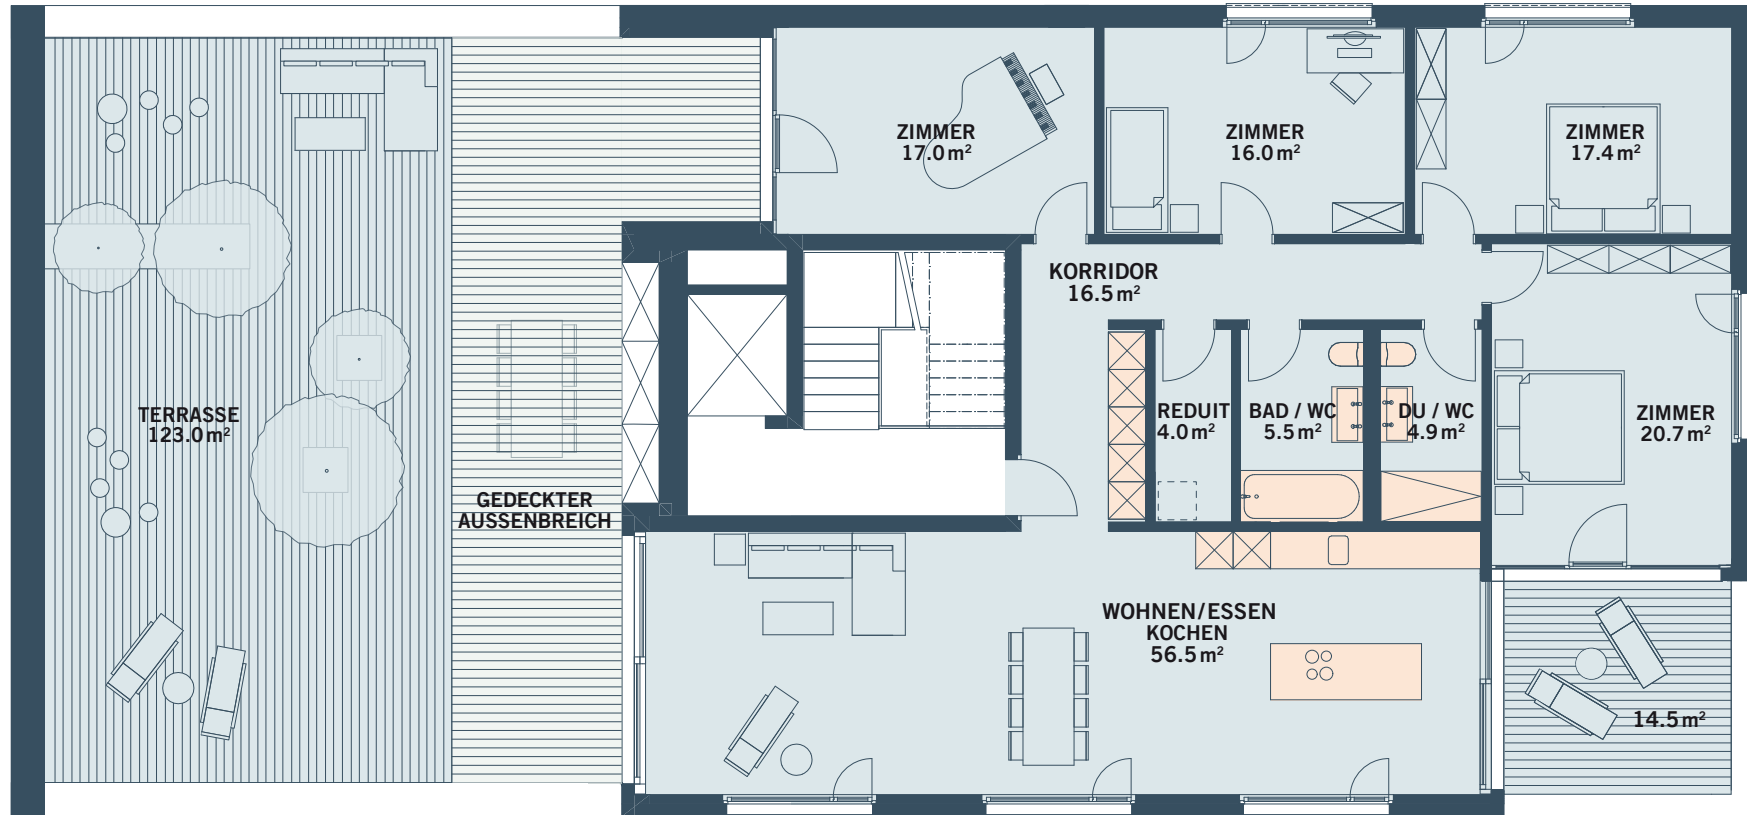 ZIMMER
17.0 m²
ZIMMER
16.0 m²
ZIMMER
17.4 m²
KORRIDOR
16.5 m²
TERRASSE
123.0 m²
REDUIT
4.0 m²
BAD / WC
5.5 m²
DU / WC
4.9 m²
ZIMMER
20.7 m²
GEDECKTER
AUSSENBREICH
WOHNEN/ESSEN
KOCHEN
56.5 m²
14.5 m²